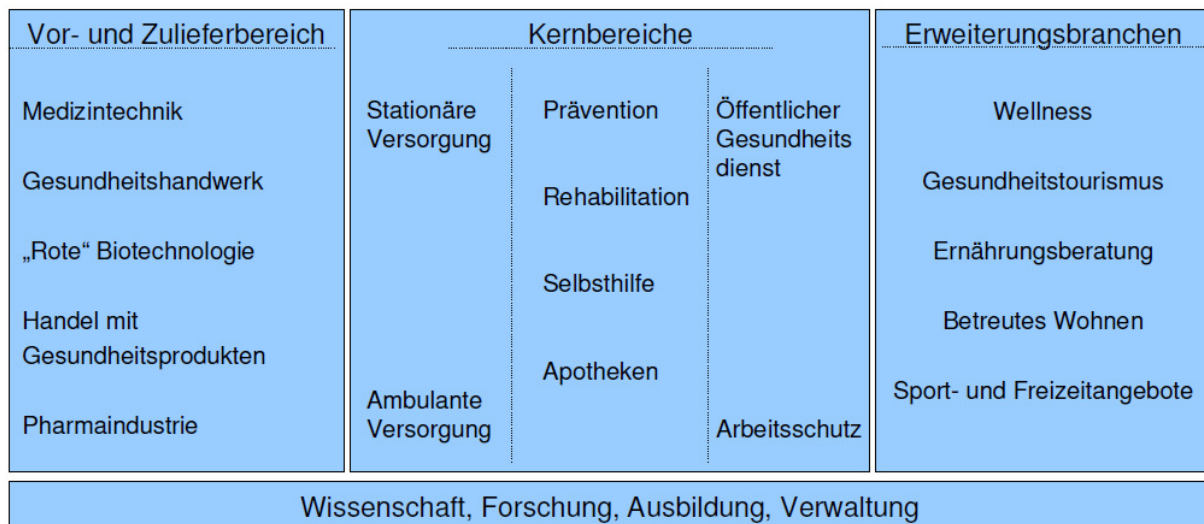 Vor- und Zulieferbereich
Medizintechnik
Gesundheitshandwerk
„Rote“ Biotechnologie
Handel mit
Gesundheitsprodukten
Pharmaindustrie
Kernbereiche
Stationäre
Versorgung
Ambulante
Versorgung
Prävention
Rehabilitation
Selbsthilfe
Apotheken
Öffentlicher
Gesundheits
dienst
Arbeitsschutz
Erweiterungsbranchen
Wellness
Gesundheitstourismus
Ernährungsberatung
Betreutes Wohnen
Sport- und Freizeitangebote
Wissenschaft, Forschung, Ausbildung, Verwaltung